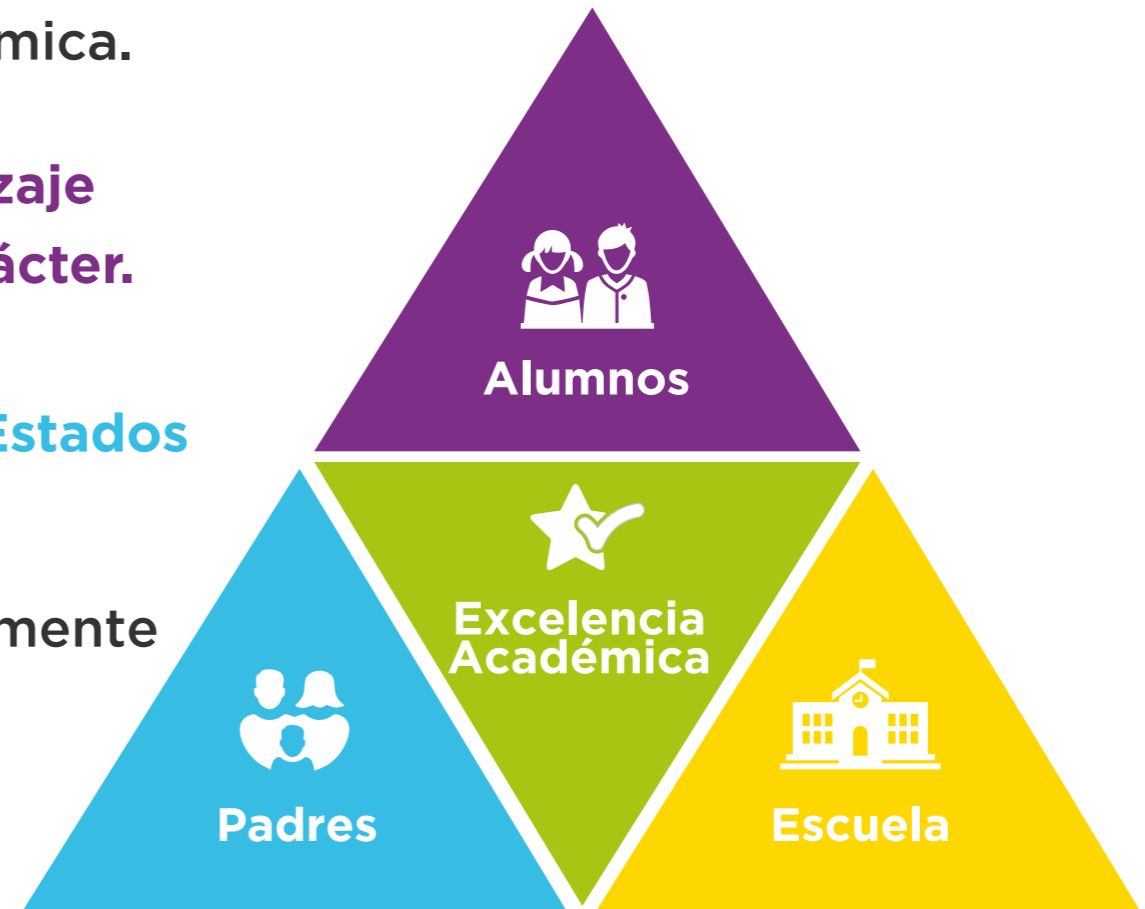 mica.
zaje
ácter.
Estados
mente
Alumnos
Excelencia
Académica
Padres
Escuela